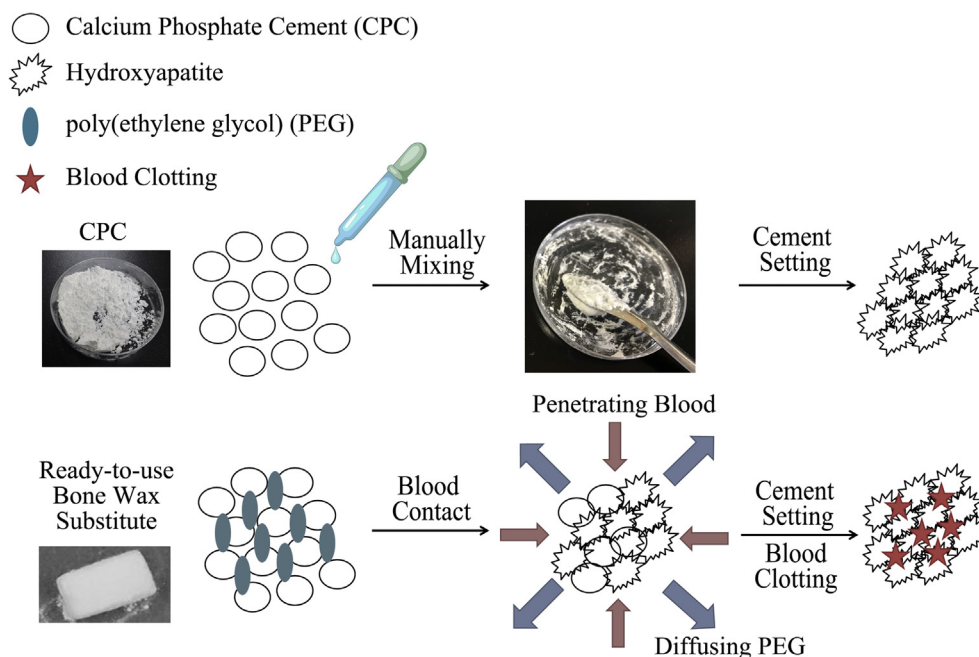 Calcium Phosphate Cement (CPC)
Hydroxyapatite
poly(ethylene glycol) (PEG)
Blood Clotting
CPC
Manually
Mixing
Cement
Setting
Penetrating Blood
Ready-to-use
Bone Wax
Substitute
Blood
Contact
Cement
Setting
Blood
Clotting
Diffusing PEG